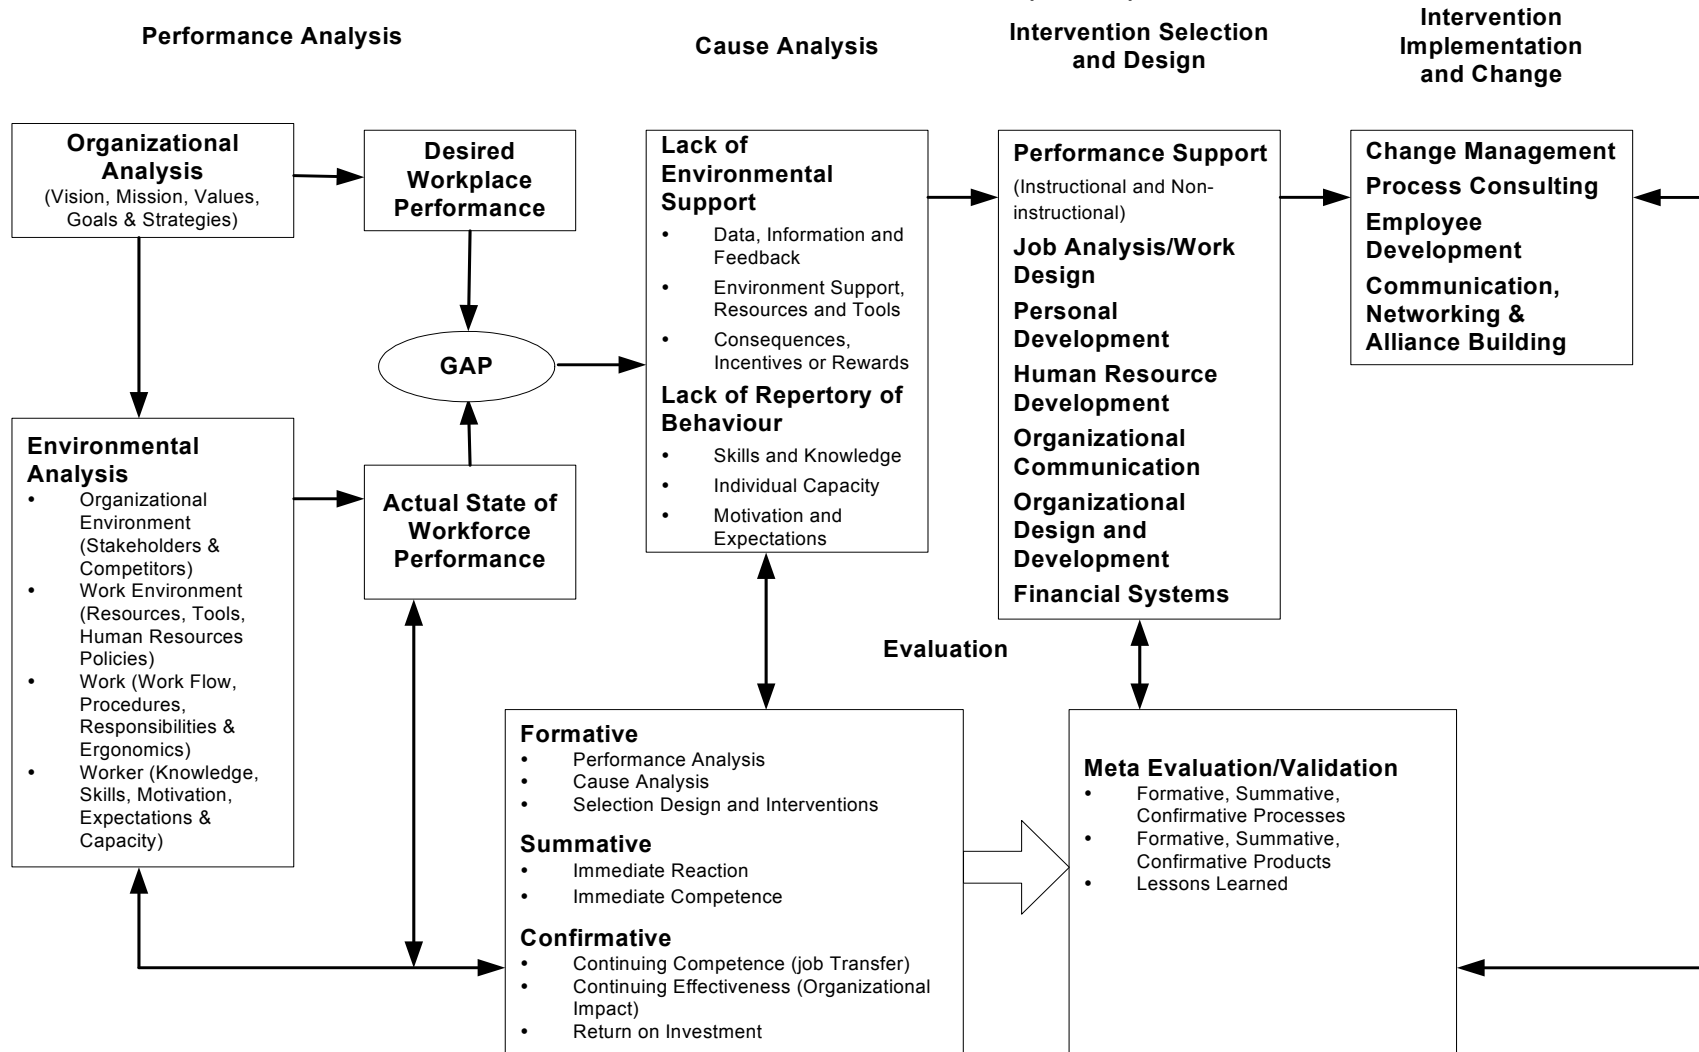 Performance Analysis
Cause Analysis
Intervention Selection
and Design
Intervention
Implementation
and Change
Organizational
Analysis
(Vision, Mission, Values,
Goals & Strategies)
Desired
Workplace
Performance
GAP
Environmental
Analysis
• Organizational
Environment
(Stakeholders &
Competitors)
• Work Environment
(Resources, Tools,
Human Resources
Policies)
• Work (Work Flow,
Procedures,
Responsibilities &
Ergonomics)
• Worker (Knowledge,
Skills, Motivation,
Expectations &
Capacity)
Actual State of
Workforce
Performance
Lack of
Environmental
Support
• Data, Information and
Feedback
• Environment Support,
Resources and Tools
• Consequences,
Incentives or Rewards
Lack of Repertory of
Behaviour
• Skills and Knowledge
• Individual Capacity
• Motivation and
Expectations
Performance Support
(Instructional and Non-
instructional)
Job Analysis/Work
Design
Personal
Development
Human Resource
Development
Organizational
Communication
Organizational
Design and
Development
Financial Systems
Change Management
Process Consulting
Employee
Development
Communication,
Networking &
Alliance Building
Evaluation
Formative
• Performance Analysis
• Cause Analysis
• Selection Design and Interventions
Summative
• Immediate Reaction
• Immediate Competence
Confirmative
• Continuing Competence (job Transfer)
• Continuing Effectiveness (Organizational
Impact)
• Return on Investment
Meta Evaluation/Validation
• Formative, Summative,
Confirmative Processes
• Formative, Summative,
Confirmative Products
• Lessons Learned